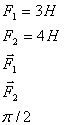 F₁ = 3H
F₂ = 4H
F⃗₁
F⃗₂
π/2